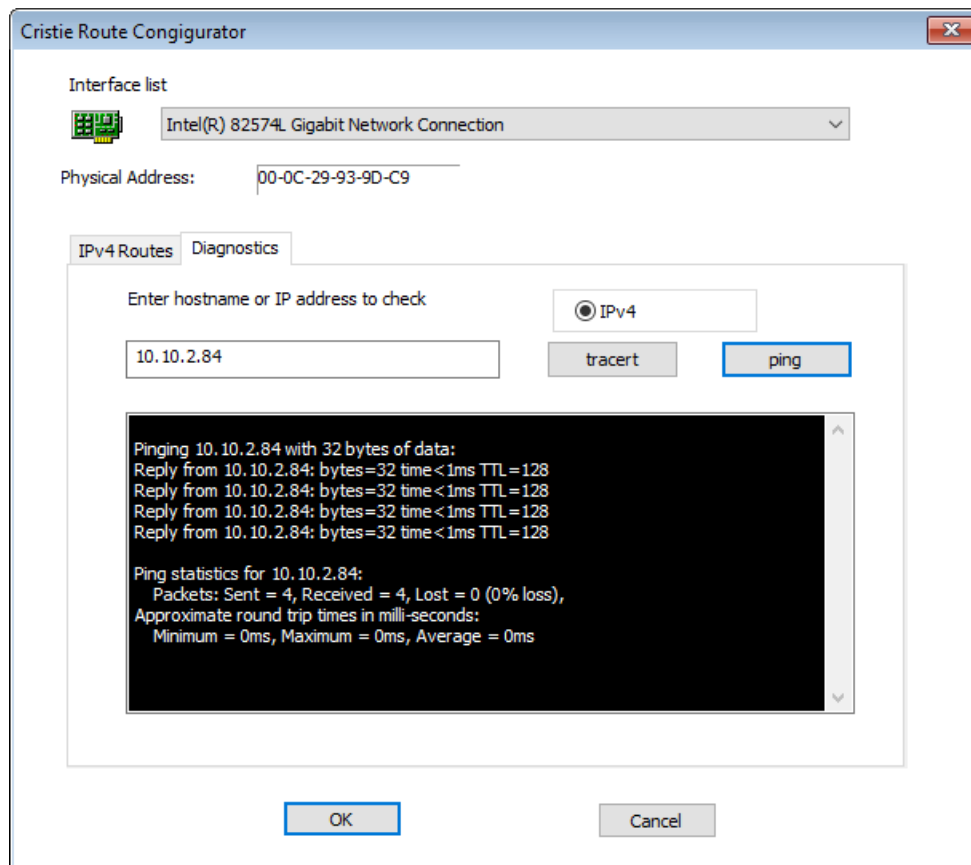 Cristie Route Congigurator
Interface list
Intel(R) 82574L Gigabit Network Connection
Physical Address: 00-0C-29-93-9D-C9
IPv4 Routes Diagnostics
Enter hostname or IP address to check
IPv4
10.10.2.84
tracert ping
Pinging 10.10.2.84 with 32 bytes of data:
Reply from 10.10.2.84: bytes=32 time<1ms TTL=128
Reply from 10.10.2.84: bytes=32 time<1ms TTL=128
Reply from 10.10.2.84: bytes=32 time<1ms TTL=128
Reply from 10.10.2.84: bytes=32 time<1ms TTL=128
Ping statistics for 10.10.2.84:
Packets: Sent = 4, Received = 4, Lost = 0 (0% loss),
Approximate round trip times in milli-seconds:
Minimum = 0ms, Maximum = 0ms, Average = 0ms
OK Cancel